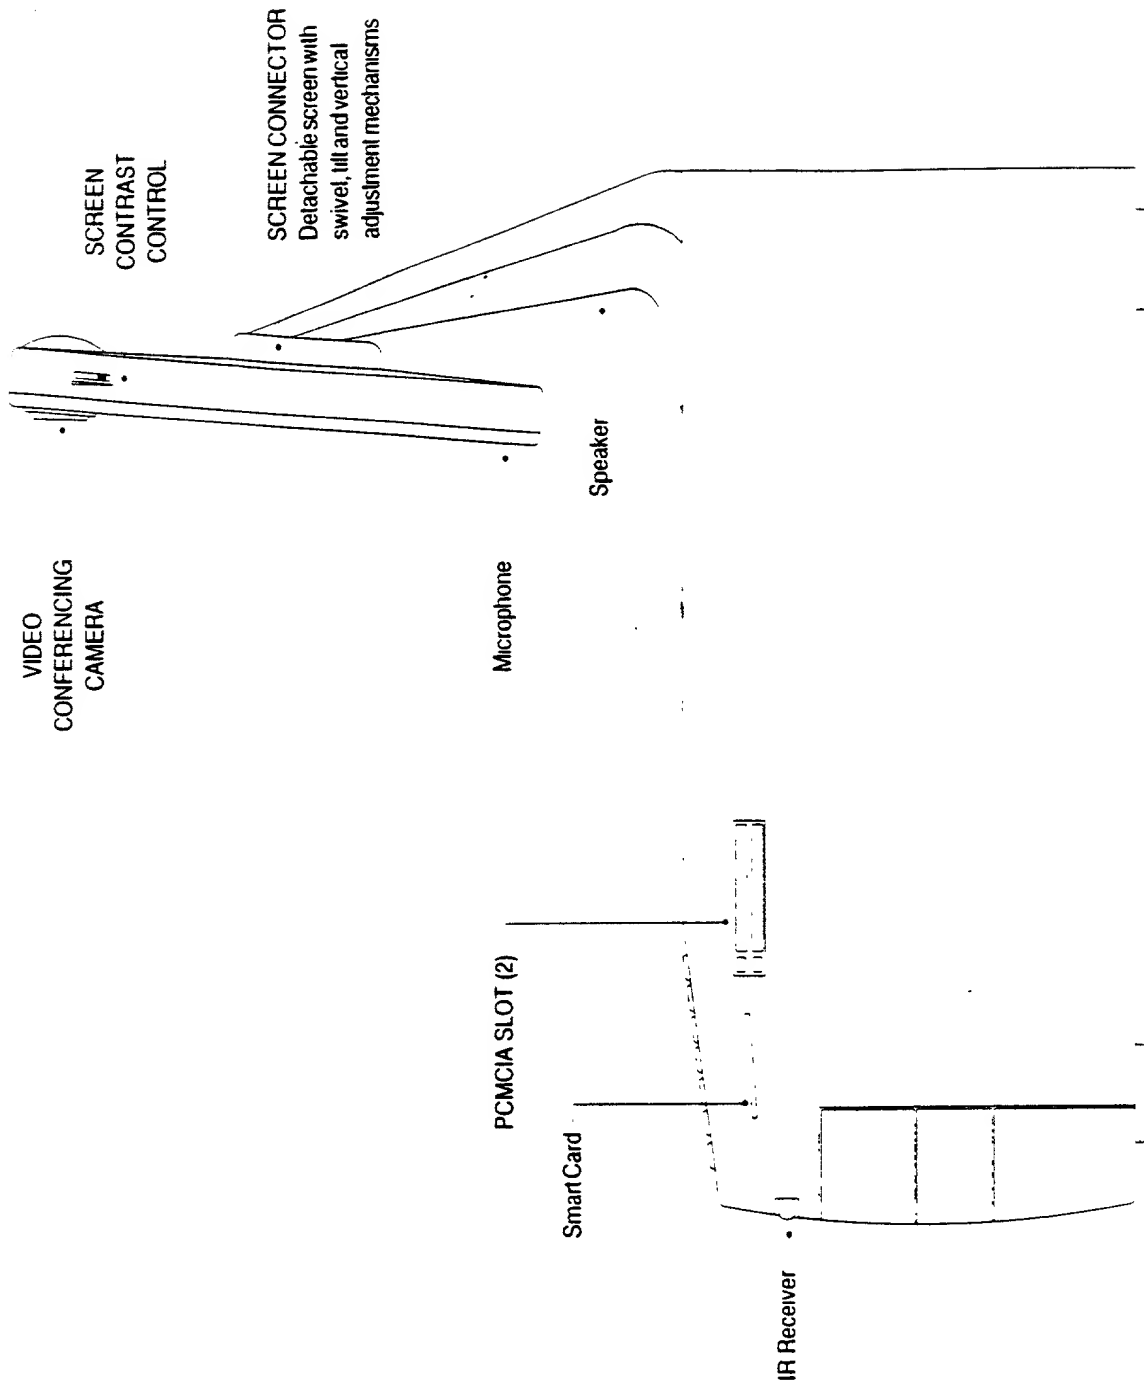 VIDEO
CONFERENCING
CAMERA
SCREEN
CONTRAST
CONTROL
SCREEN CONNECTOR
Detachable screen with
swivel, tilt and vertical
adjustment mechanisms
Microphone
Speaker
PCMCIA SLOT (2)
Smart Card
IR Receiver